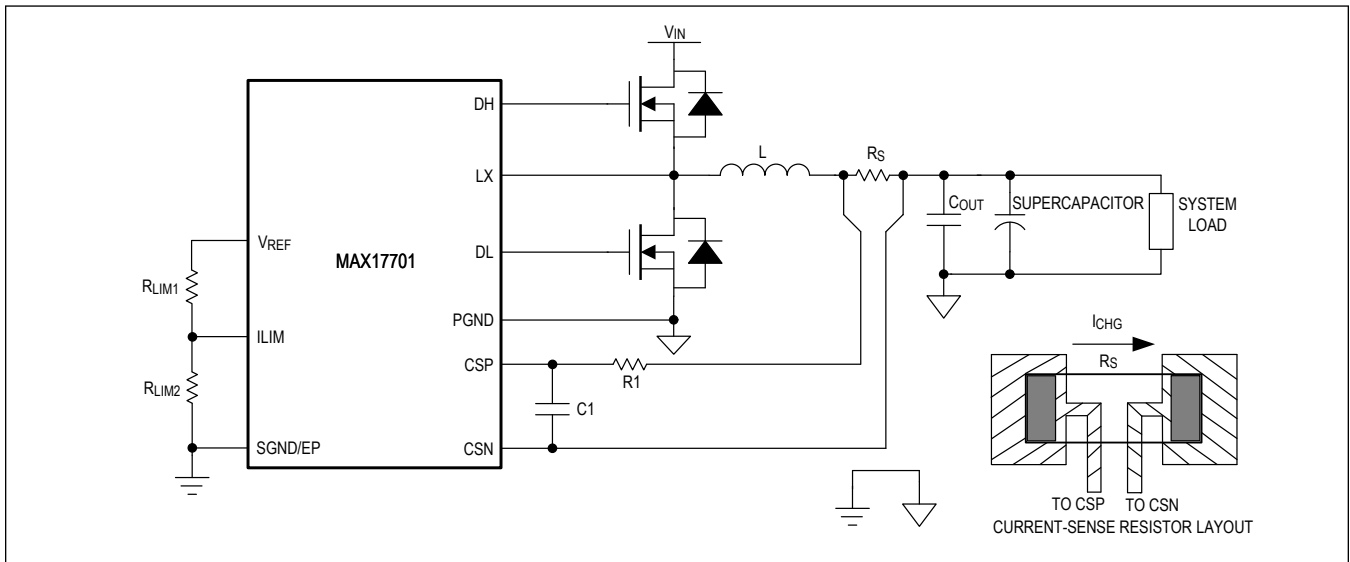 VIN
DH
LX
L
RS
COUT
SUPERCAPACITOR
SYSTEM
LOAD
VREF
MAX17701
DL
RLIM1
ILIM
PGND
RLIM2
CSP
R1
C1
SGND/EP
CSN
ICHG
RS
TO CSP
TO CSN
CURRENT-SENSE RESISTOR LAYOUT